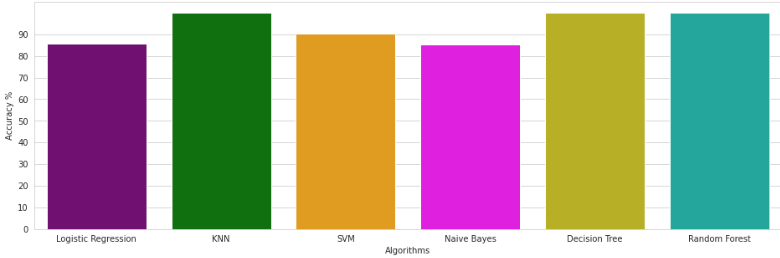 Accuracy %
90
80
70
60
50
40
30
20
10
0
Logistic Regression
KNN
SVM
Naive Bayes
Decision Tree
Random Forest
Algorithms